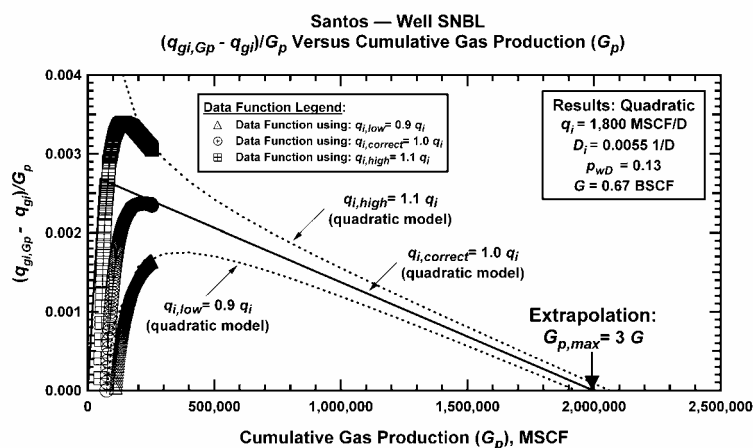 Santos — Well SNBL
(qgi,Gp - qgi)/Gp Versus Cumulative Gas Production (Gp)
0.004
0.003
0.002
0.001
0.000
(qgi,Gp - qgi)/Gp
Data Function Legend:
Data Function using: qi,low= 0.9 qi
Data Function using: qi,correct= 1.0 qi
Data Function using: qi,high= 1.1 qi
Results: Quadratic
qi = 1,800 MSCF/D
Di = 0.0055 1/D
pwD = 0.13
G = 0.67 BSCF
qi,high= 1.1 qi
(quadratic model)
qi,correct= 1.0 qi
(quadratic model)
qi,low= 0.9 qi
(quadratic model)
Extrapolation:
Gp,max= 3 G
0
500,000
1,000,000
1,500,000
2,000,000
2,500,000
Cumulative Gas Production (Gp), MSCF